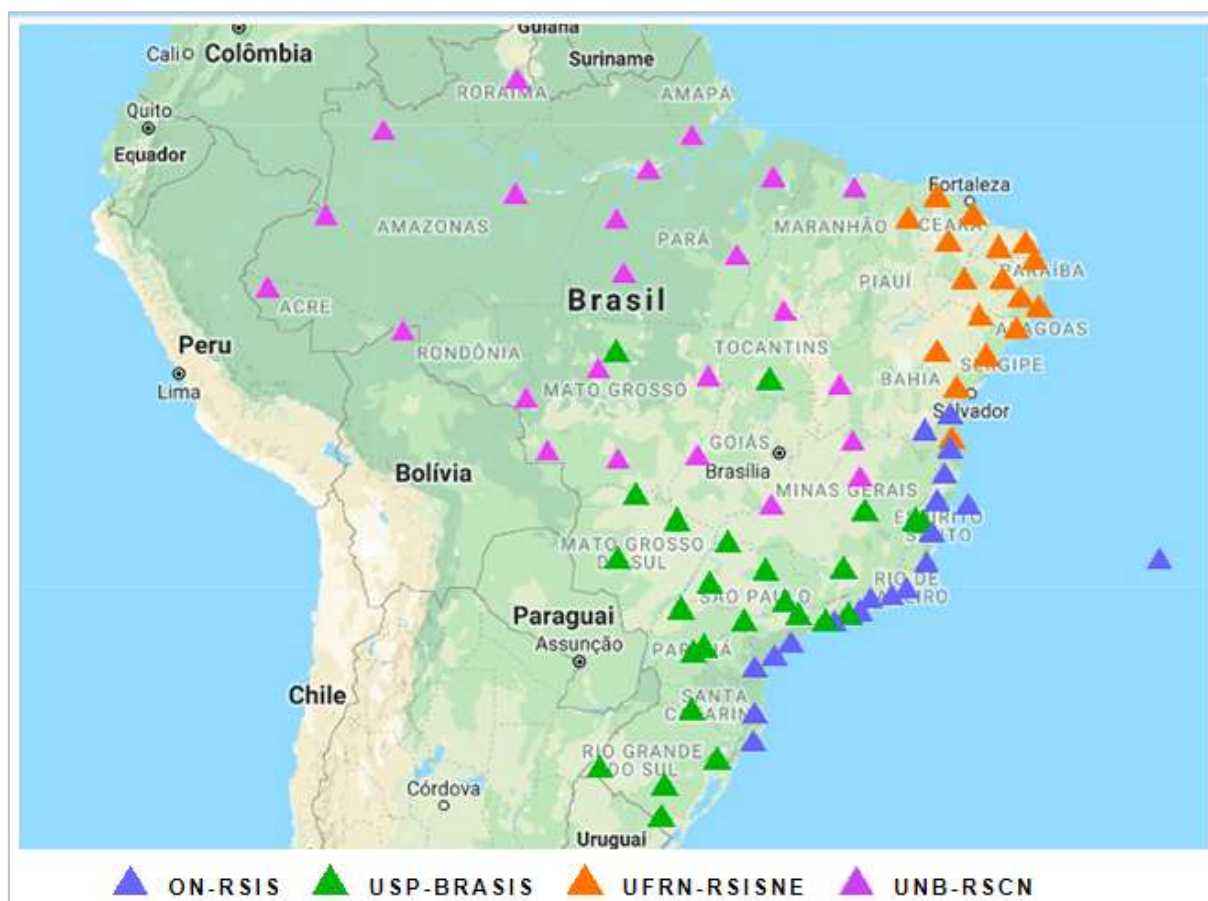 Guiana
Cali
Colômbia
Suriname
RORAIMA
AMAPÁ
Quito
Equador
Fortaleza
AMAZONAS
MARANHÃO
CEARÁ
PARÁ
PARAÍBA
PIAUÍ
ACRE
Brasil
ALAGOAS
Peru
RONDÔNIA
TOCANTINS
SERGIPE
Lima
MATO GROSSO
BAHIA
Salvador
GOIÁS
Bolívia
Brasília
MINAS GERAIS
ESPÍRITO
SANTO
MATO GROSSO
DO SUL
RIO DE
JANEIRO
SÃO PAULO
Paraguai
Assunção
PARANÁ
Chile
SANTA
CATARINA
RIO GRANDE
DO SUL
Córdova
Uruguai
ON-RSIS USP-BRASIS UFRN-RSISNE UNB-RSCN